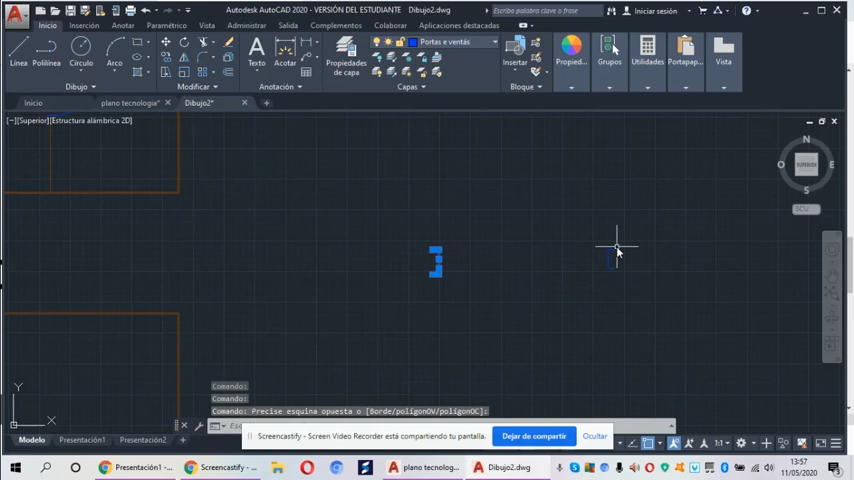 Autodesk AutoCAD 2020 - VERSIÓN DEL ESTUDIANTE Dibujo2.dwg
Escriba palabra clave o frase
Iniciar sesión
Inicio Inserción Anotar Paramétrico Vista Administrar Salida Complementos Colaborar Aplicaciones destacadas
Línea Polilínea Círculo Arco
Texto Acotar
Propiedades de capa
Portas e ventás
Insertar
Propied... Grupos Utilidades Portapap... Vista
Dibujo Modificar Anotación Capas Bloque
Inicio plano tecnologia* Dibujo2*
[−][Superior][Estructura alámbrica 2D]
N
O SUPERIOR E
S
SCU
Y
X
Comando:
Comando:
Comando: Precise esquina opuesta o [Borde/polígonOV/polígonOC]:
Modelo Presentación1 Presentación2
Screencastify - Screen Video Recorder está compartiendo tu pantalla. Dejar de compartir Ocultar
1:1
Presentación1 -... Screencastify - ... plano tecnolog... Dibujo2.dwg
13:57
11/05/2020
3